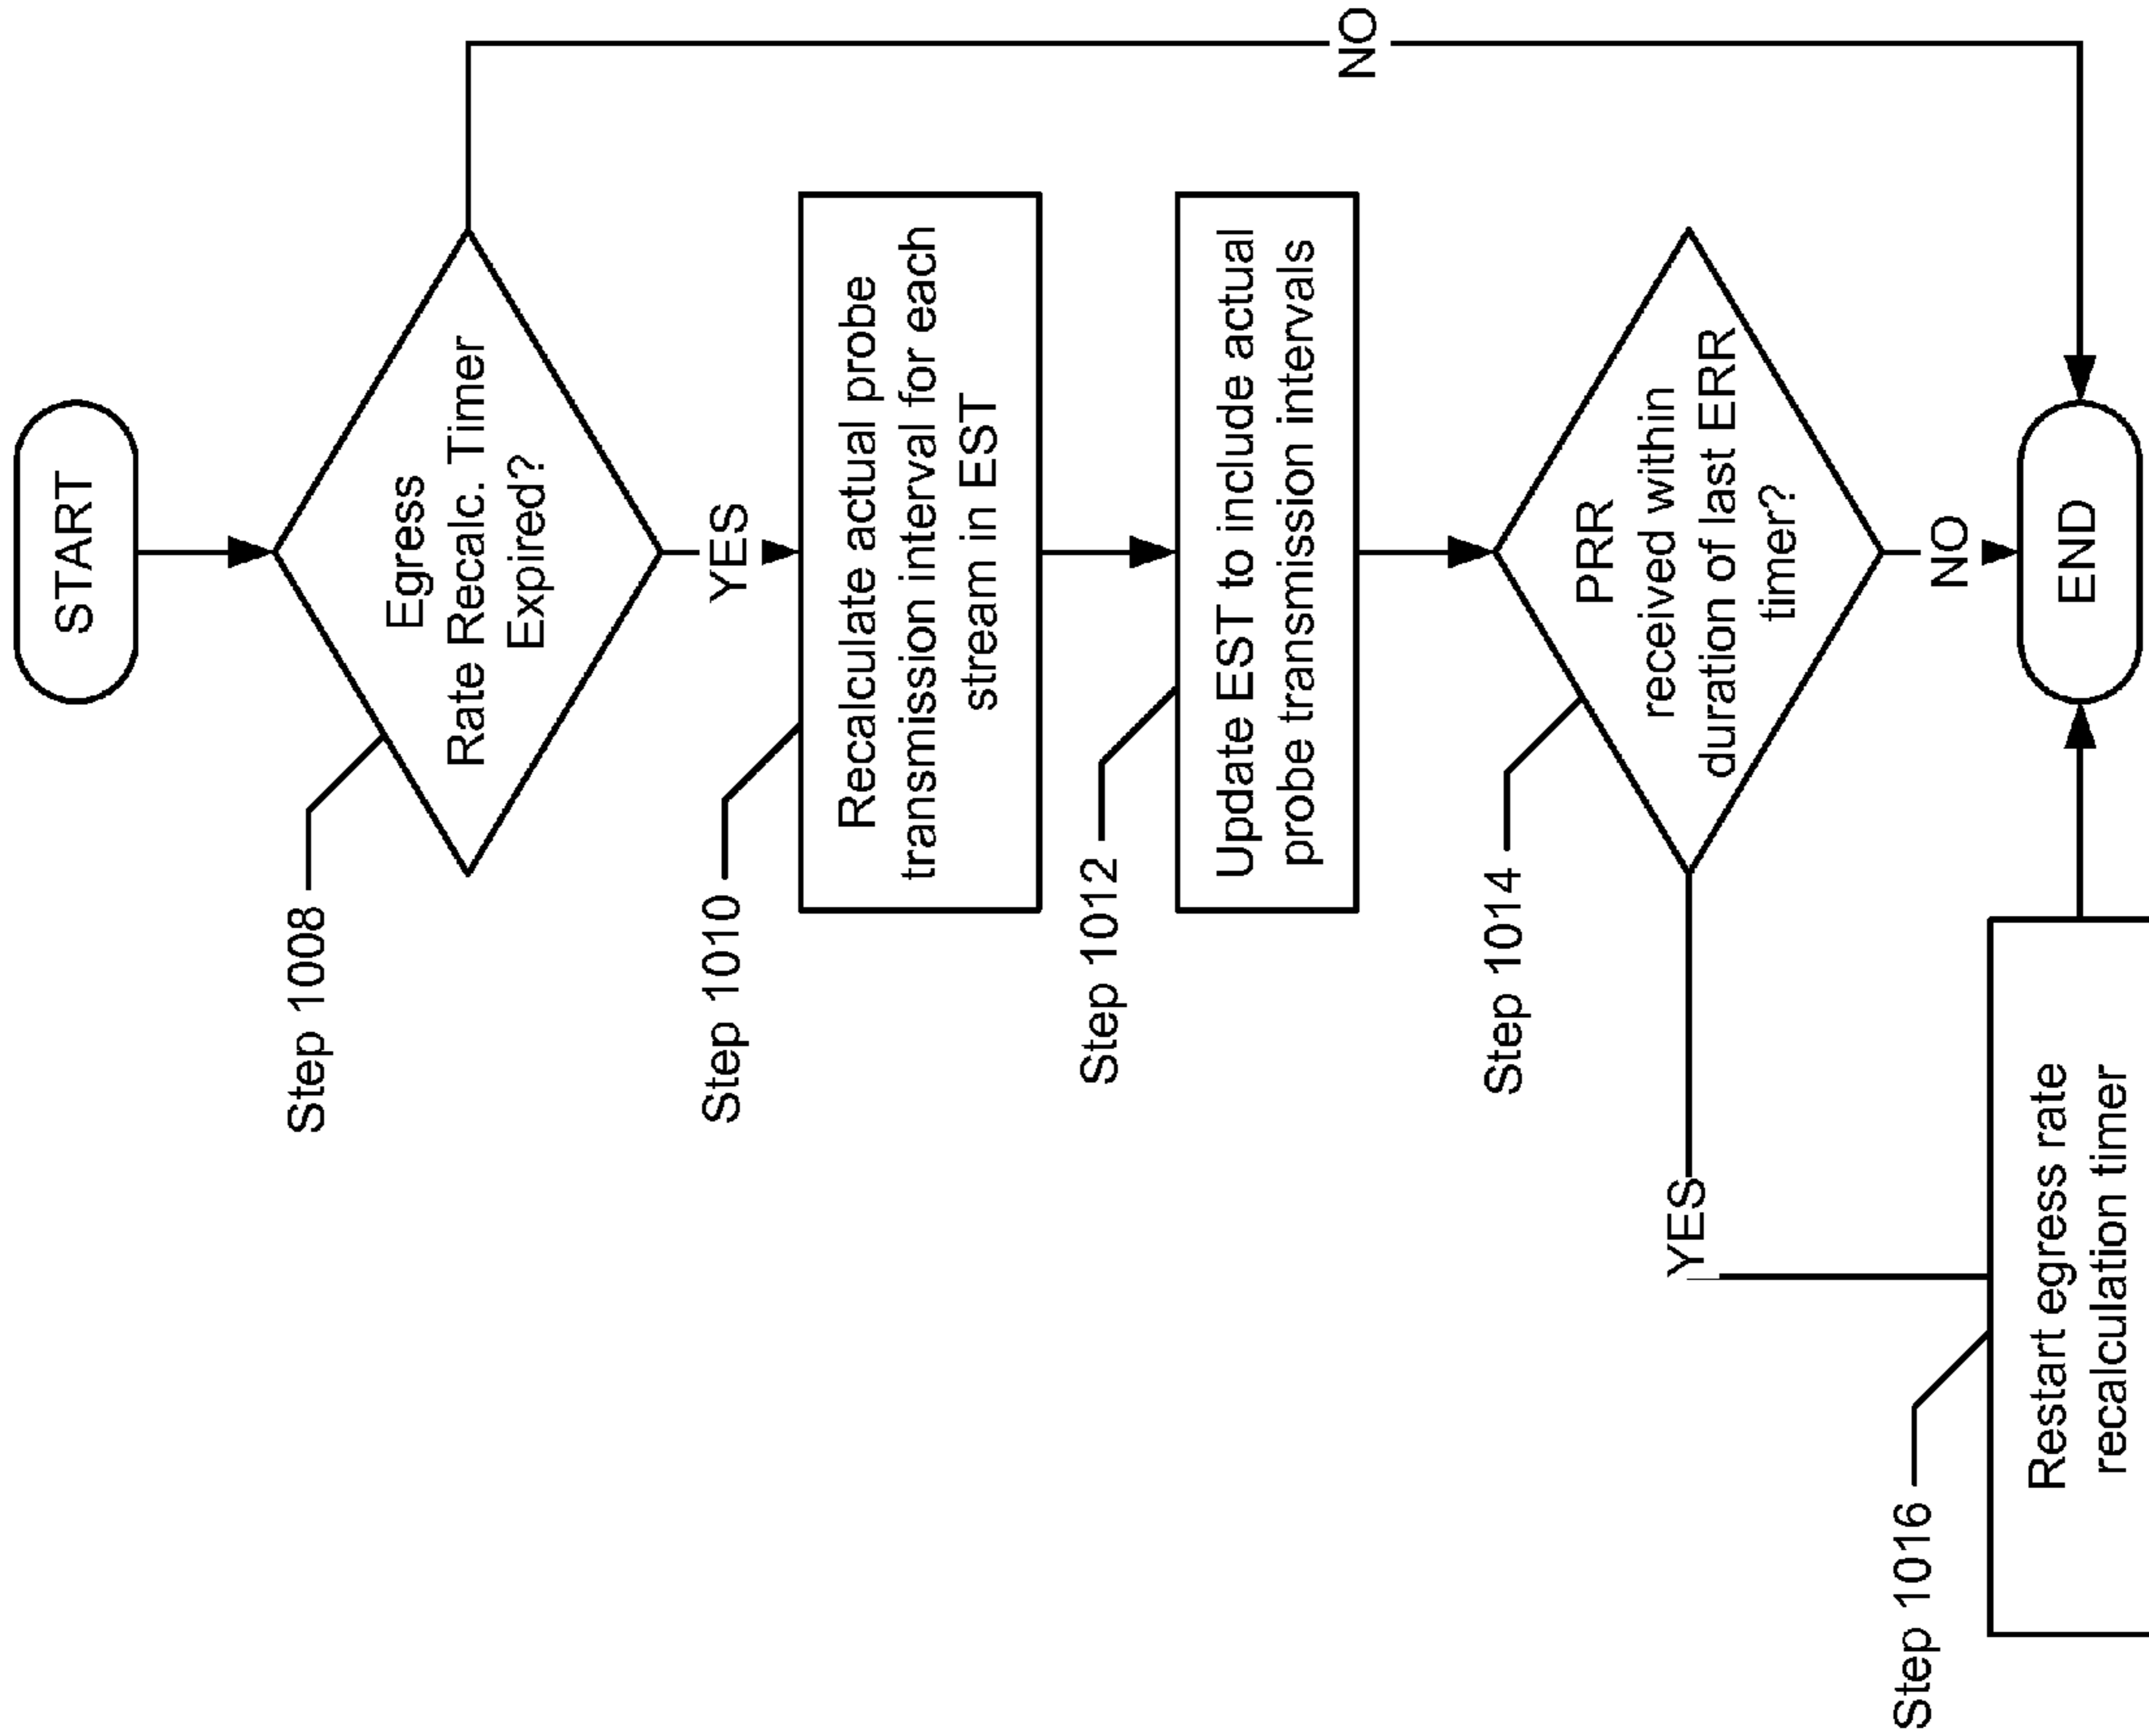 START
Step 1008
Egress
Rate Recalc. Timer
Expired?
YES
NO
Step 1010
Recalculate actual probe
transmission interval for each
stream in EST
Step 1012
Update EST to include actual
probe transmission intervals
Step 1014
PRR
received within
duration of last ERR
timer?
YES
NO
Step 1016
Restart egress rate
recalculation timer
END